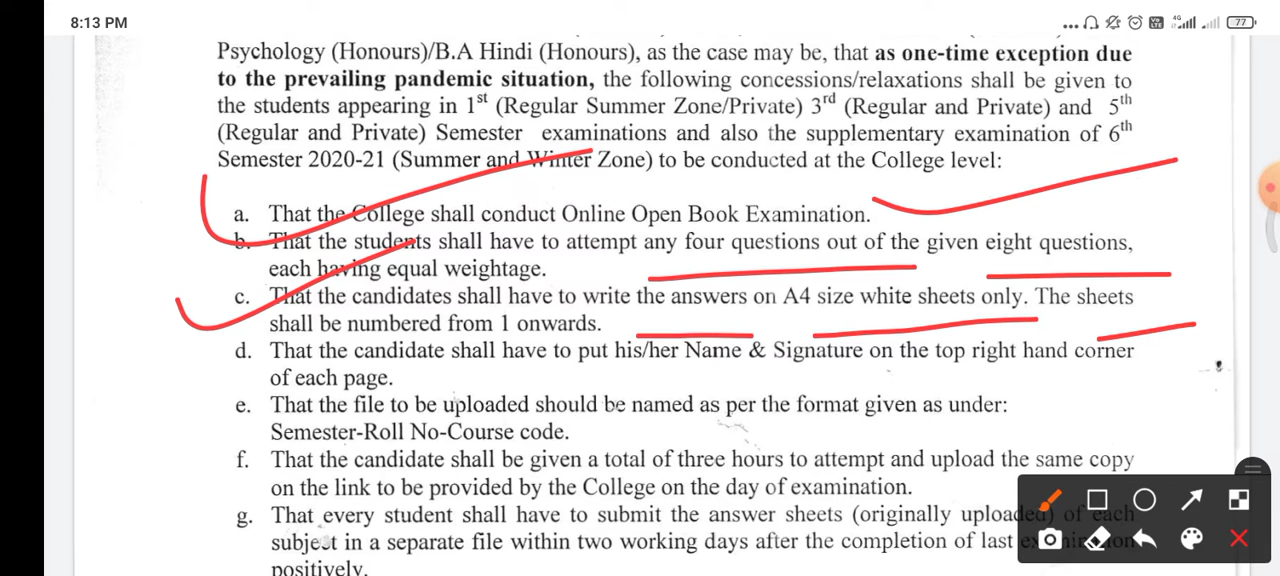 8:13 PM
4G
77
Psychology (Honours)/B.A Hindi (Honours), as the case may be, that as one-time exception due
to the prevailing pandemic situation, the following concessions/relaxations shall be given to
the students appearing in 1st (Regular Summer Zone/Private) 3rd (Regular and Private) and 5th
(Regular and Private) Semester examinations and also the supplementary examination of 6th
Semester 2020-21 (Summer and Winter Zone) to be conducted at the College level:
a. That the College shall conduct Online Open Book Examination.
b. That the students shall have to attempt any four questions out of the given eight questions,
each having equal weightage.
c. That the candidates shall have to write the answers on A4 size white sheets only. The sheets
shall be numbered from 1 onwards.
d. That the candidate shall have to put his/her Name & Signature on the top right hand corner
of each page.
e. That the file to be uploaded should be named as per the format given as under:
Semester-Roll No-Course code.
f. That the candidate shall be given a total of three hours to attempt and upload the same copy
on the link to be provided by the College on the day of examination.
g. That every student shall have to submit the answer sheets (originally uploaded) of each
subject in a separate file within two working days after the completion of last examination
positively.